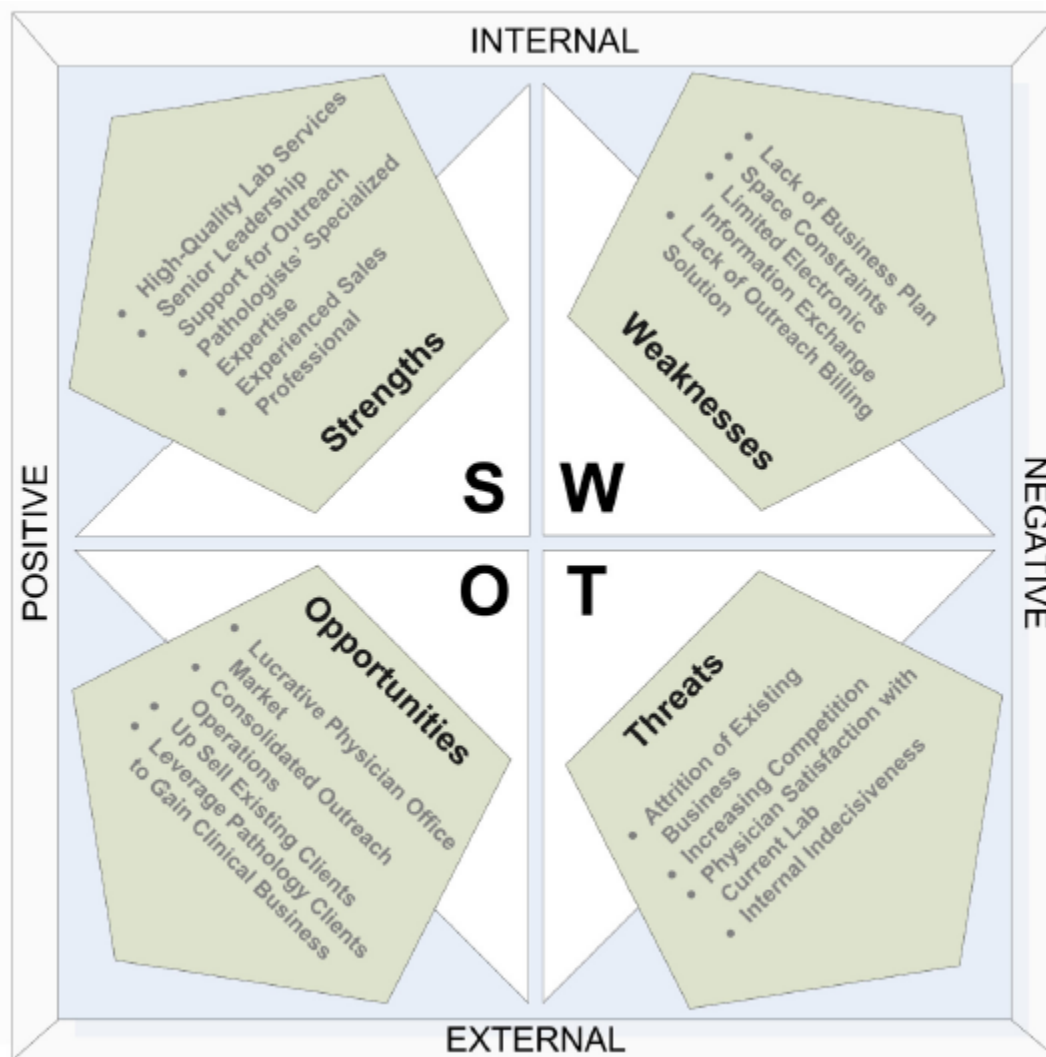 INTERNAL
POSITIVE
NEGATIVE
EXTERNAL
• High-Quality Lab Services
• Senior Leadership
Support for Outreach
• Pathologists' Specialized
Expertise
• Experienced Sales
Professional
Strengths
S
• Lack of Business Plan
• Space Constraints
• Limited Electronic
Information Exchange
• Lack of Outreach Billing
Solution
Weaknesses
W
O
Opportunities
• Lucrative Physician Office
Market
• Consolidated Outreach
Operations
• Up Sell Existing Clients
• Leverage Pathology Clients
to Gain Clinical Business
T
Threats
• Attrition of Existing
Business
• Increasing Competition
• Physician Satisfaction with
Current Lab
• Internal Indecisiveness